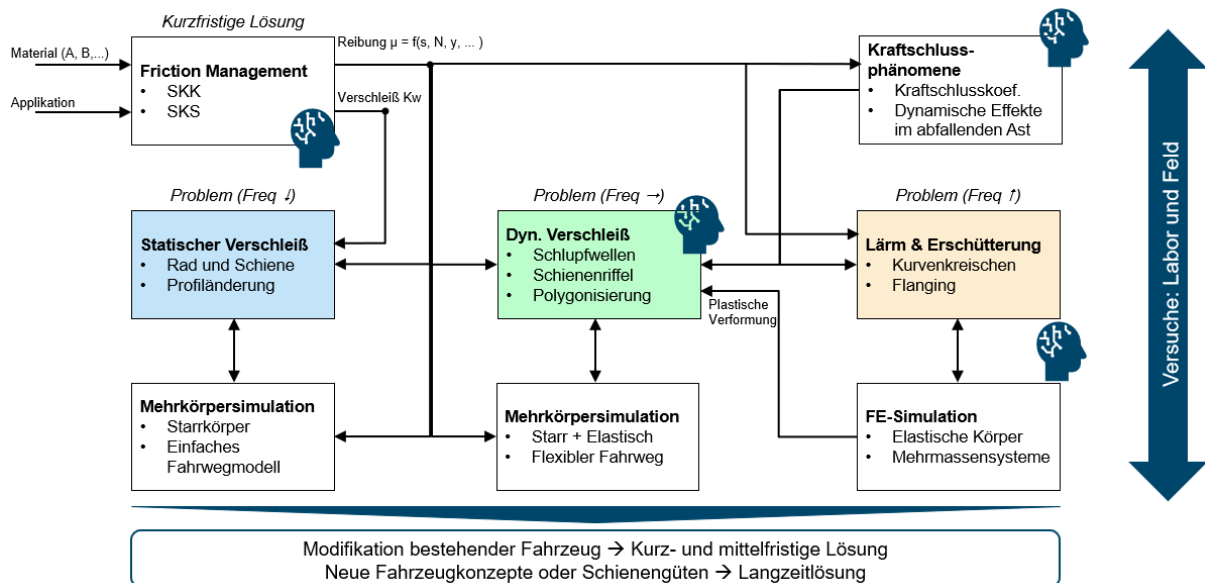 Kurzfristige Lösung
Material (A, B,...)
Applikation
Friction Management
• SKK
• SKS
Reibung µ = f(s, N, y, ... )
Verschleiß Kw
Kraftschluss-
phänomene
• Kraftschlusskoef.
• Dynamische Effekte
im abfallenden Ast
Problem (Freq ↓)
Statischer Verschleiß
• Rad und Schiene
• Profiländerung
Problem (Freq →)
Dyn. Verschleiß
• Schlupfwellen
• Schienenriffel
• Polygonisierung
Problem (Freq ↑)
Lärm & Erschütterung
• Kurvenkreischen
• Flanging
Plastische
Verformung
Mehrkörpersimulation
• Starrkörper
• Einfaches
Fahrwegmodell
Mehrkörpersimulation
• Starr + Elastisch
• Flexibler Fahrweg
FE-Simulation
• Elastische Körper
• Mehrmassensysteme
Versuche: Labor und Feld
Modifikation bestehender Fahrzeug → Kurz- und mittelfristige Lösung
Neue Fahrzeugkonzepte oder Schienengüten → Langzeitlösung